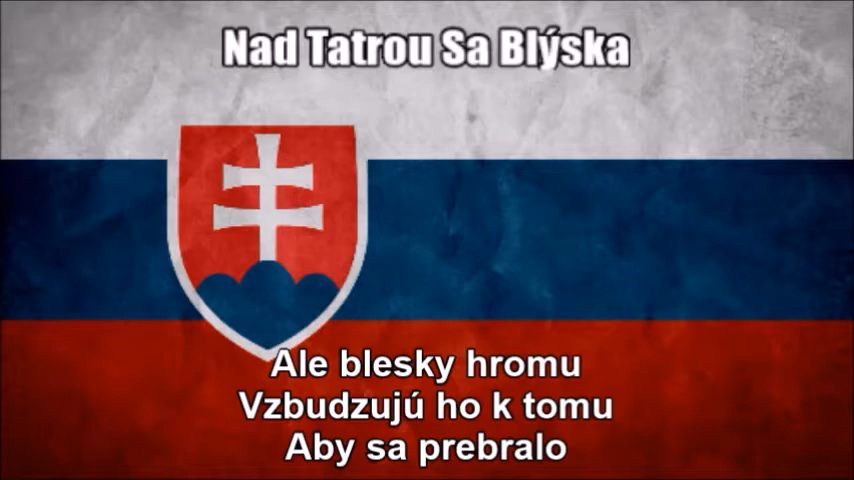 Nad Tatrou Sa Blýska
Ale blesky hromu
Vzbudzujú ho k tomu
Aby sa prebralo